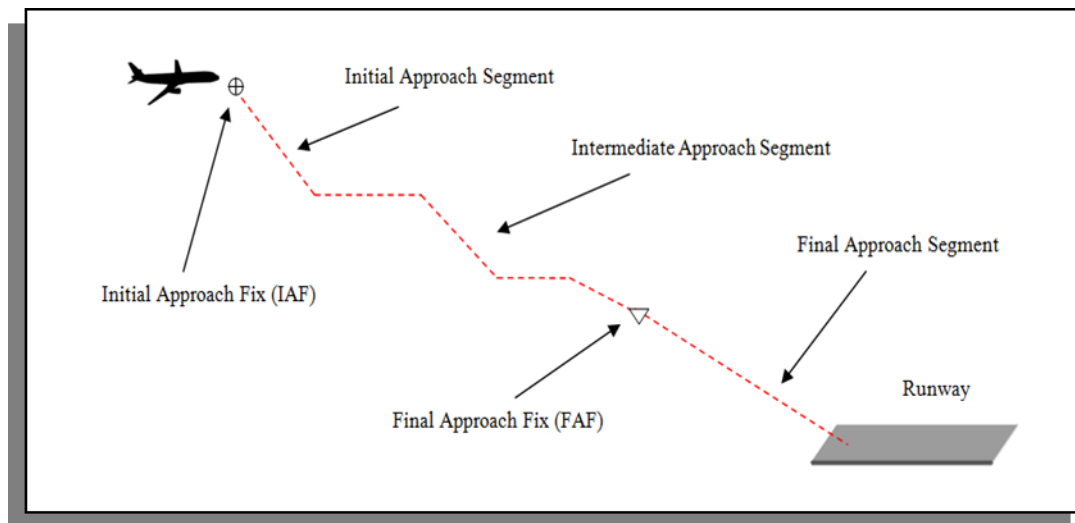 Initial Approach Segment
Intermediate Approach Segment
Final Approach Segment
Initial Approach Fix (IAF)
Runway
Final Approach Fix (FAF)